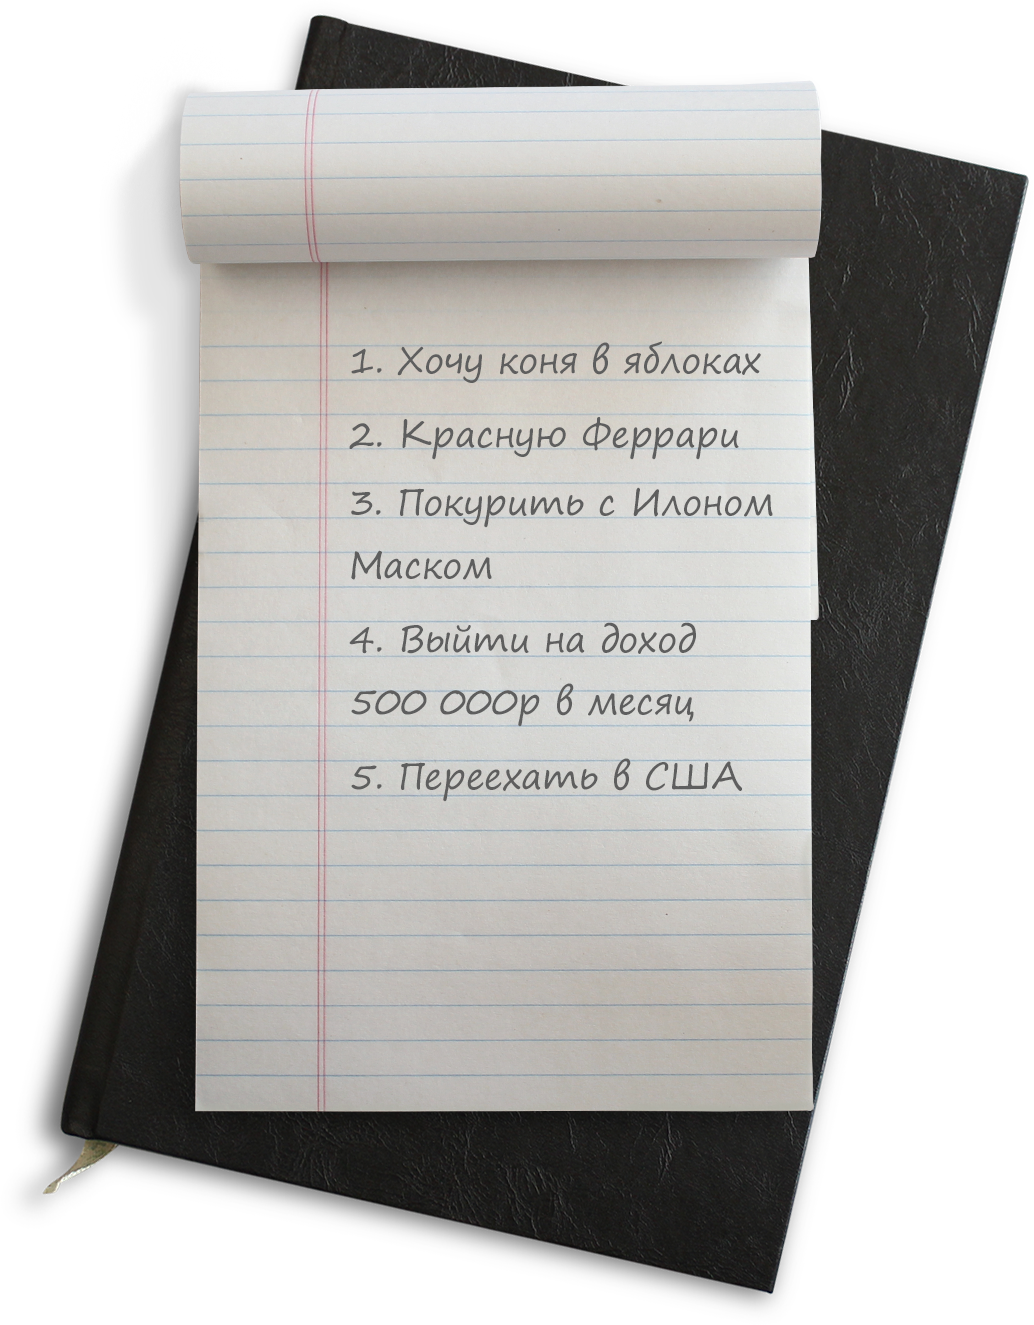 1. Хочу коня в яблоках
2. Красную Феррари
3. Покурить с Илоном
Маском
4. Выйти на доход
500 000р в месяц
5. Переехать в США